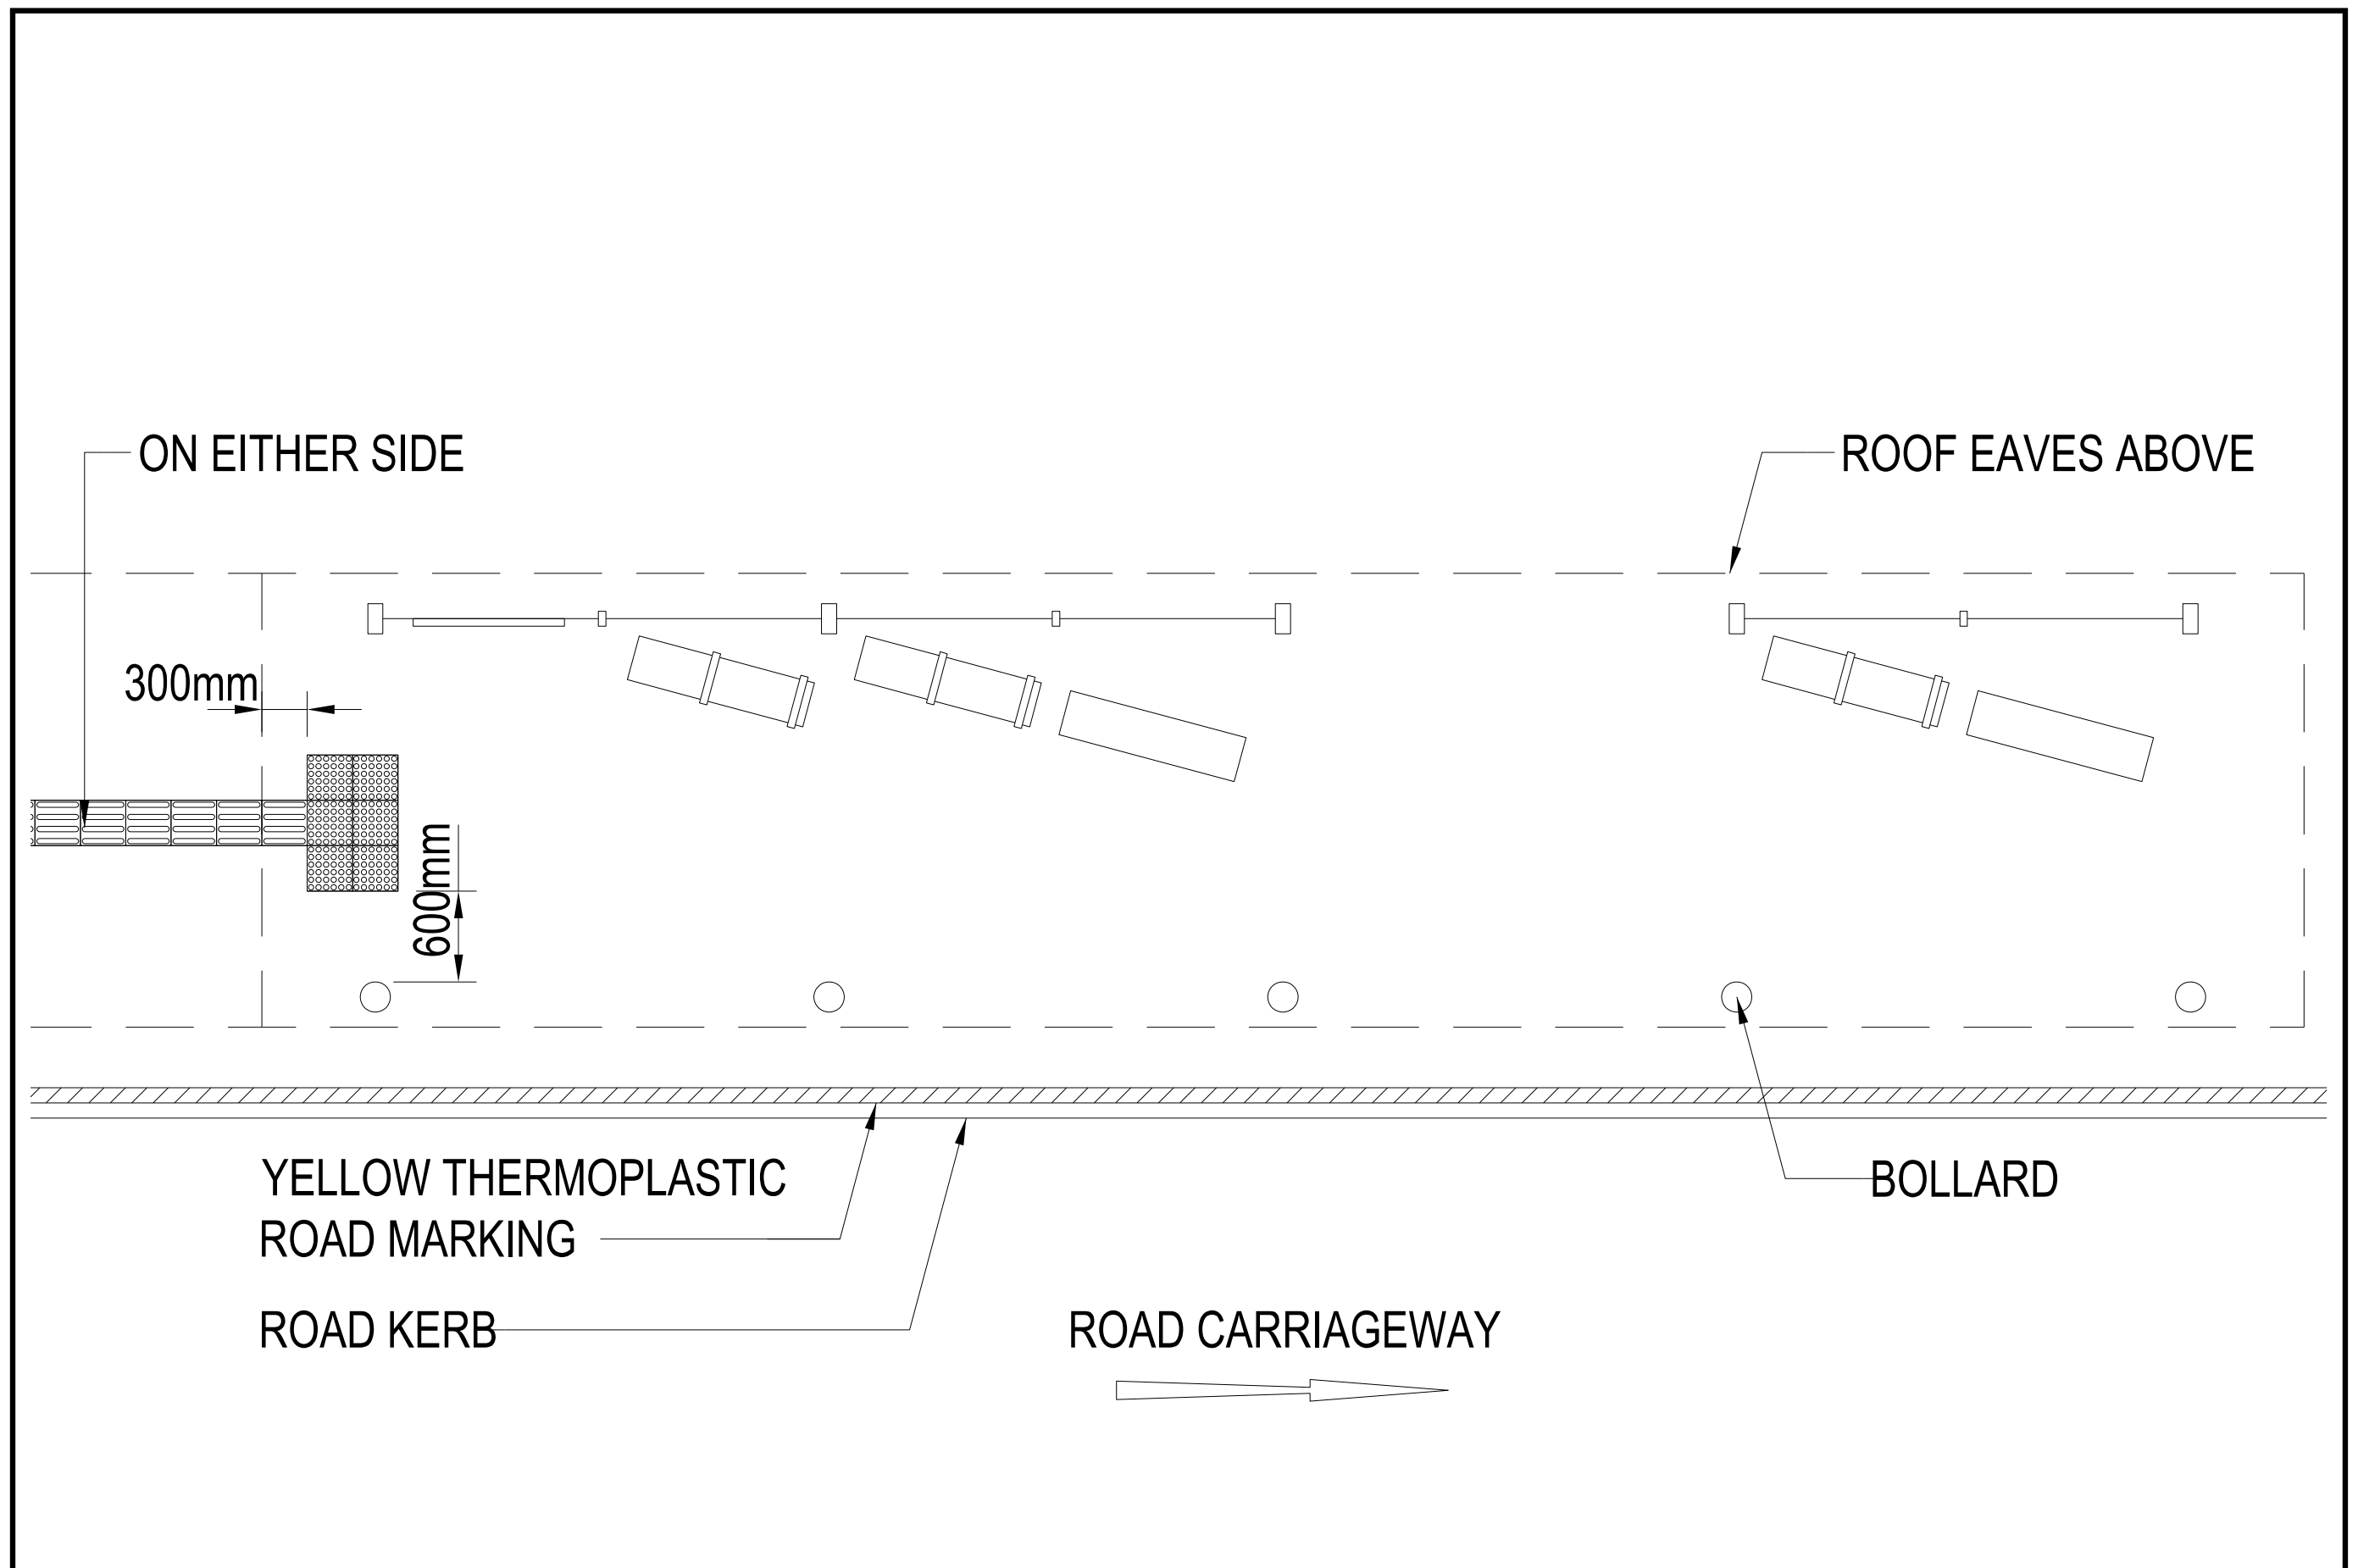 ON EITHER SIDE
ROOF EAVES ABOVE
300mm
600mm
YELLOW THERMOPLASTIC
ROAD MARKING
BOLLARD
ROAD KERB
ROAD CARRIAGEWAY